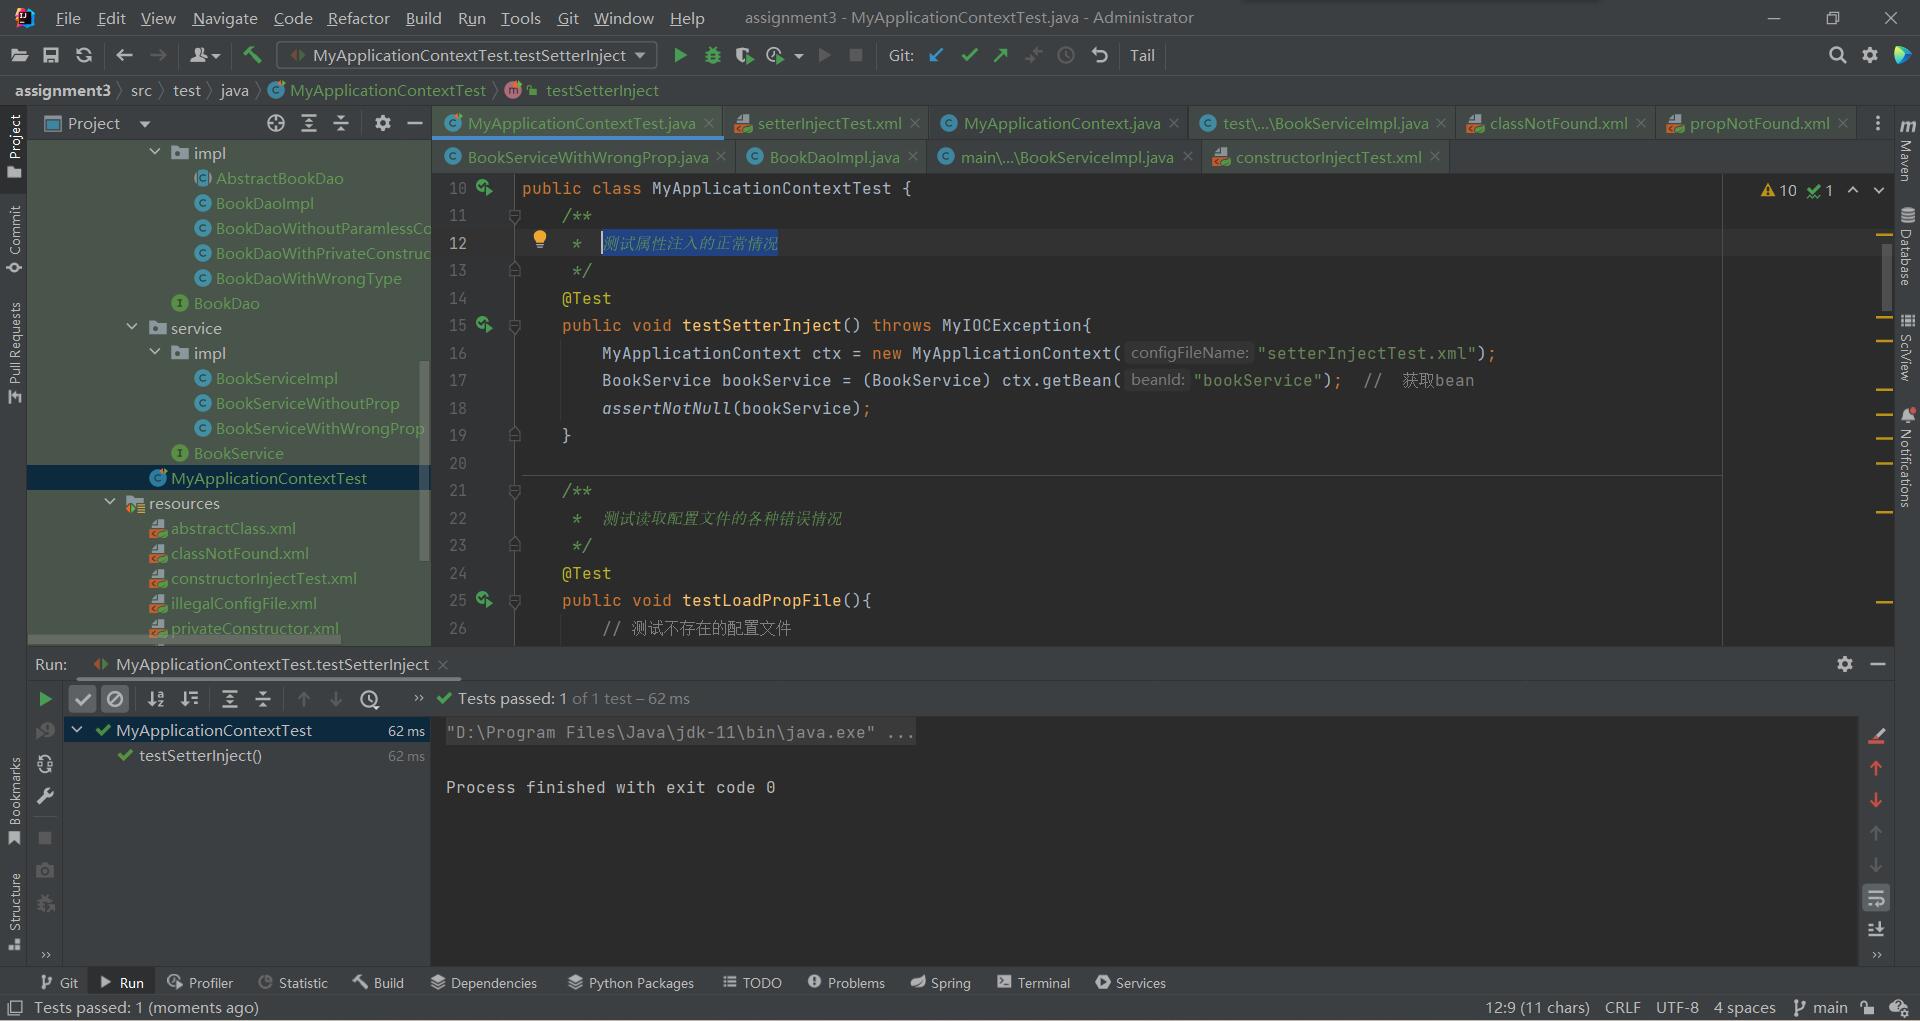 File Edit View Navigate Code Refactor Build Run Tools Git Window Help assignment3 - MyApplicationContextTest.java - Administrator
MyApplicationContextTest.testSetterInject Git: Tail
assignment3 src test java MyApplicationContextTest testSetterInject
Project
MyApplicationContextTest.java setterInjectTest.xml MyApplicationContext.java test\...\BookServiceImpl.java classNotFound.xml propNotFound.xml
BookServiceWithWrongProp.java BookDaoImpl.java main\...\BookServiceImpl.java constructorInjectTest.xml
impl
AbstractBookDao
BookDaoImpl
BookDaoWithoutParamlessCo
BookDaoWithPrivateConstruc
BookDaoWithWrongType
BookDao
service
impl
BookServiceImpl
BookServiceWithoutProp
BookServiceWithWrongProp
BookService
MyApplicationContextTest
resources
abstractClass.xml
classNotFound.xml
constructorInjectTest.xml
illegalConfigFile.xml
privateConstructor.xml
10 public class MyApplicationContextTest {
11 /**
12 * 测试属性注入的正常情况
13 */
14 @Test
15 public void testSetterInject() throws MyIOCException{
16 MyApplicationContext ctx = new MyApplicationContext( configFileName: "setterInjectTest.xml");
17 BookService bookService = (BookService) ctx.getBean( beanId: "bookService"); // 获取bean
18 assertNotNull(bookService);
19 }
20
21 /**
22 * 测试读取配置文件的各种错误情况
23 */
24 @Test
25 public void testLoadPropFile(){
26 // 测试不存在的配置文件
10 1
Project
Commit
Pull Requests
Bookmarks
Structure
Maven
Database
SciView
Notifications
Run: MyApplicationContextTest.testSetterInject
Tests passed: 1 of 1 test – 62 ms
MyApplicationContextTest 62 ms
testSetterInject() 62 ms
"D:\Program Files\Java\jdk-11\bin\java.exe" ...
Process finished with exit code 0
Git Run Profiler Statistic Build Dependencies Python Packages TODO Problems Spring Terminal Services
Tests passed: 1 (moments ago) 12:9 (11 chars) CRLF UTF-8 4 spaces main